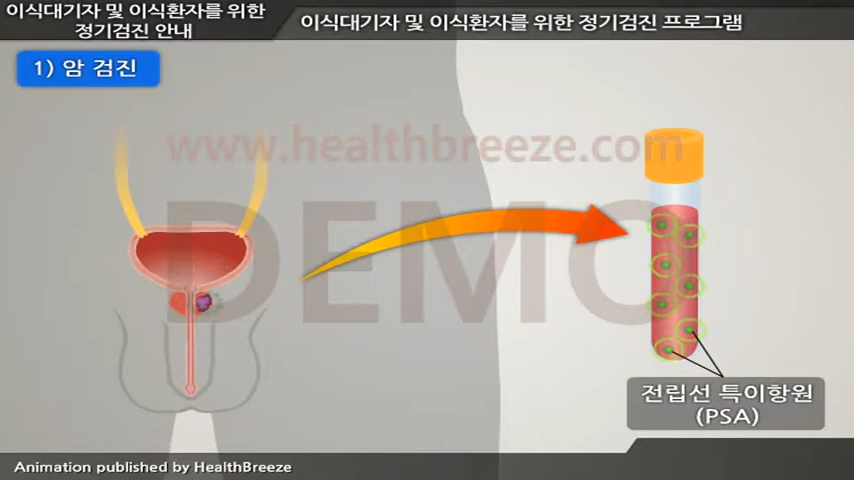 이식대기자 및 이식환자를 위한
정기검진 안내
이식대기자 및 이식환자를 위한 정기검진 프로그램
1) 암 검진
www.healthbreeze.com
DEMO
전립선 특이항원
(PSA)
Animation published by HealthBreeze